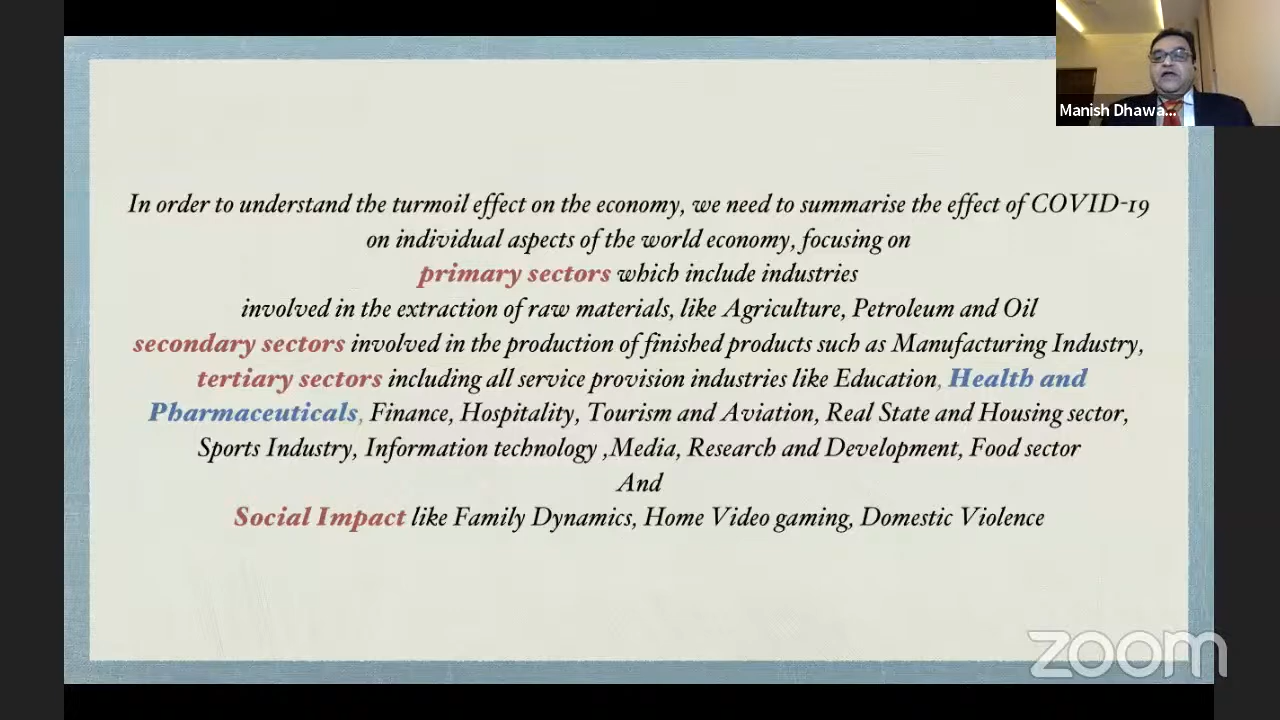 Manish Dhawa...
In order to understand the turmoil effect on the economy, we need to summarise the effect of COVID-19
on individual aspects of the world economy, focusing on
primary sectors which include industries
involved in the extraction of raw materials, like Agriculture, Petroleum and Oil
secondary sectors involved in the production of finished products such as Manufacturing Industry,
tertiary sectors including all service provision industries like Education, Health and
Pharmaceuticals, Finance, Hospitality, Tourism and Aviation, Real State and Housing sector,
Sports Industry, Information technology ,Media, Research and Development, Food sector
And
Social Impact like Family Dynamics, Home Video gaming, Domestic Violence
zoom